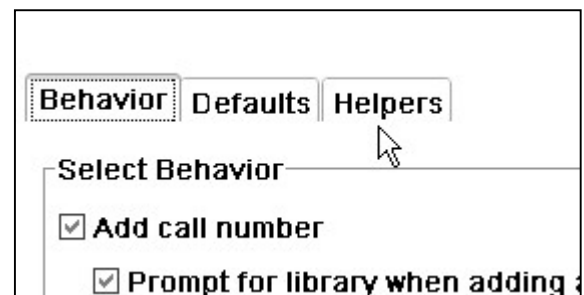 Behavior Defaults Helpers
Select Behavior
Add call number
Prompt for library when adding